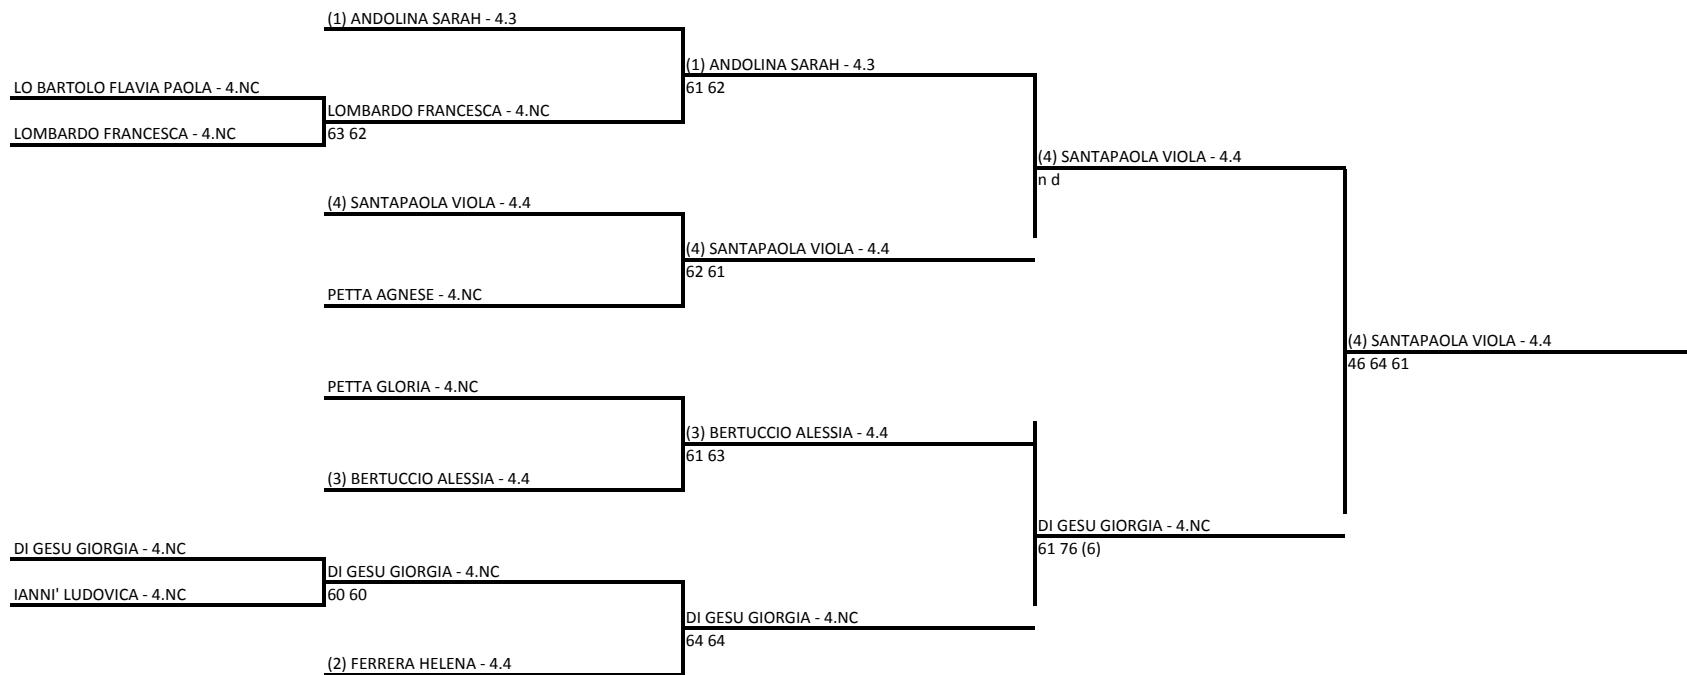 (1) ANDOLINA SARAH - 4.3
(1) ANDOLINA SARAH - 4.3
LO BARTOLO FLAVIA PAOLA - 4.NC
61 62
LOMBARDO FRANCESCA - 4.NC
LOMBARDO FRANCESCA - 4.NC
63 62
(4) SANTAPAOLA VIOLA - 4.4
n d
(4) SANTAPAOLA VIOLA - 4.4
(4) SANTAPAOLA VIOLA - 4.4
62 61
PETTA AGNESE - 4.NC
(4) SANTAPAOLA VIOLA - 4.4
46 64 61
PETTA GLORIA - 4.NC
(3) BERTUCCIO ALESSIA - 4.4
61 63
(3) BERTUCCIO ALESSIA - 4.4
DI GESU GIORGIA - 4.NC
DI GESU GIORGIA - 4.NC
61 76 (6)
DI GESU GIORGIA - 4.NC
IANNI' LUDOVICA - 4.NC
60 60
DI GESU GIORGIA - 4.NC
64 64
(2) FERRERA HELENA - 4.4